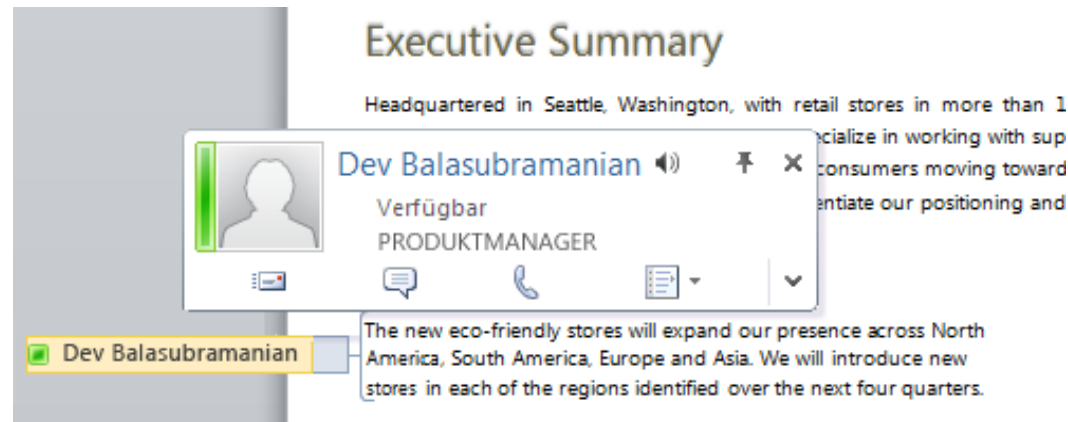 Executive Summary
Headquartered in Seattle, Washington, with retail stores in more than 1
ecialize in working with sup
Dev Balasubramanian
consumers moving toward
Verfügbar
entiate our positioning and
PRODUKTMANAGER
The new eco-friendly stores will expand our presence across North
Dev Balasubramanian
America, South America, Europe and Asia. We will introduce new
stores in each of the regions identified over the next four quarters.